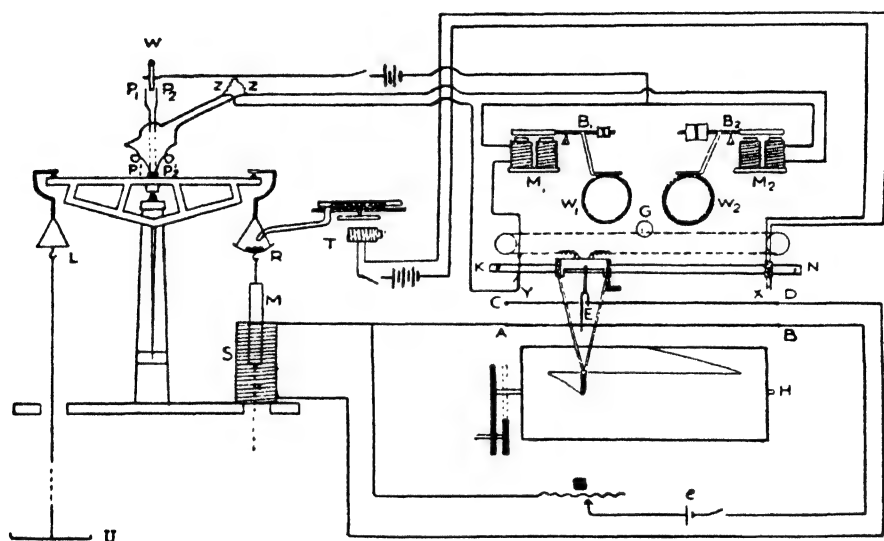 W
P₁ P₂
Z Z
P₁' P₂'
B₁ B₂
M₁ M₂
W₁ G W₂
L R T
K N
Y X D
C E
M
A B
S
H
e
U